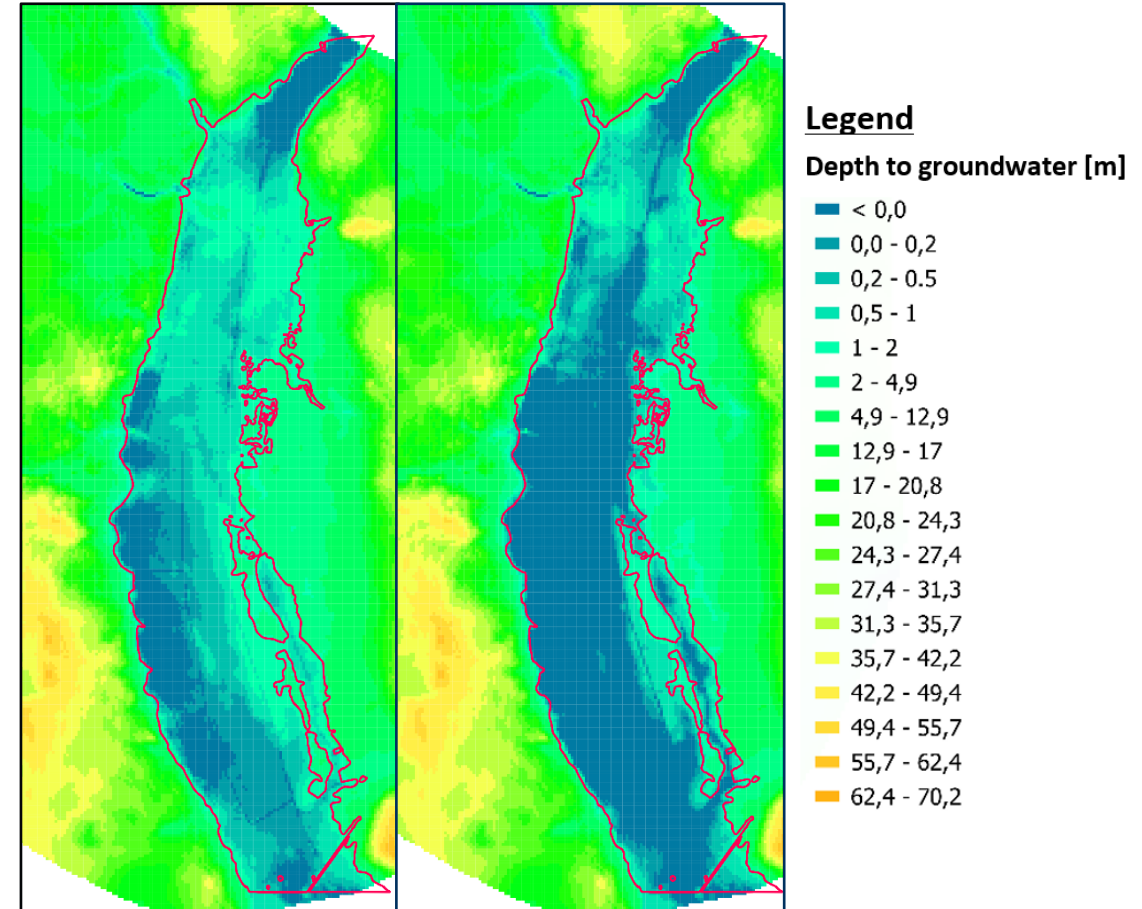 Legend
Depth to groundwater [m]
< 0,0
0,0 - 0,2
0,2 - 0.5
0,5 - 1
1 - 2
2 - 4,9
4,9 - 12,9
12,9 - 17
17 - 20,8
20,8 - 24,3
24,3 - 27,4
27,4 - 31,3
31,3 - 35,7
35,7 - 42,2
42,2 - 49,4
49,4 - 55,7
55,7 - 62,4
62,4 - 70,2